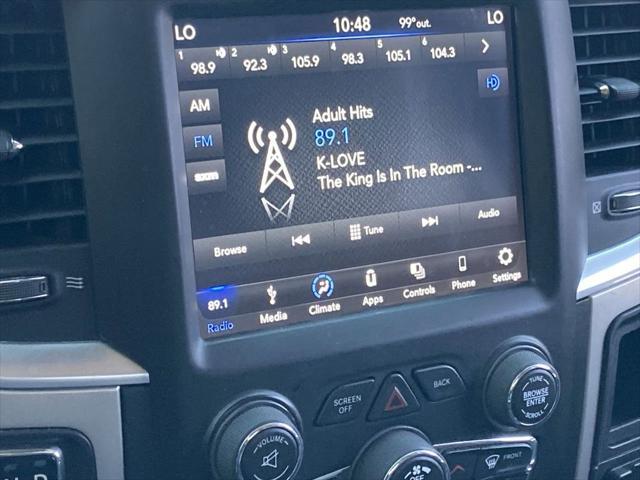 LO 10:48 99° out. LO
1 98.9 2 92.3 3 105.9 4 98.3 5 105.1 6 104.3
AM
FM
Adult Hits
89.1
K-LOVE
The King Is In The Room -...
Browse Tune Audio
89.1
Radio Media Climate Apps Controls Phone Settings
SCREEN OFF
BACK
TUNE
BROWSE
ENTER
SCROLL
VOLUME
FRONT
OFF